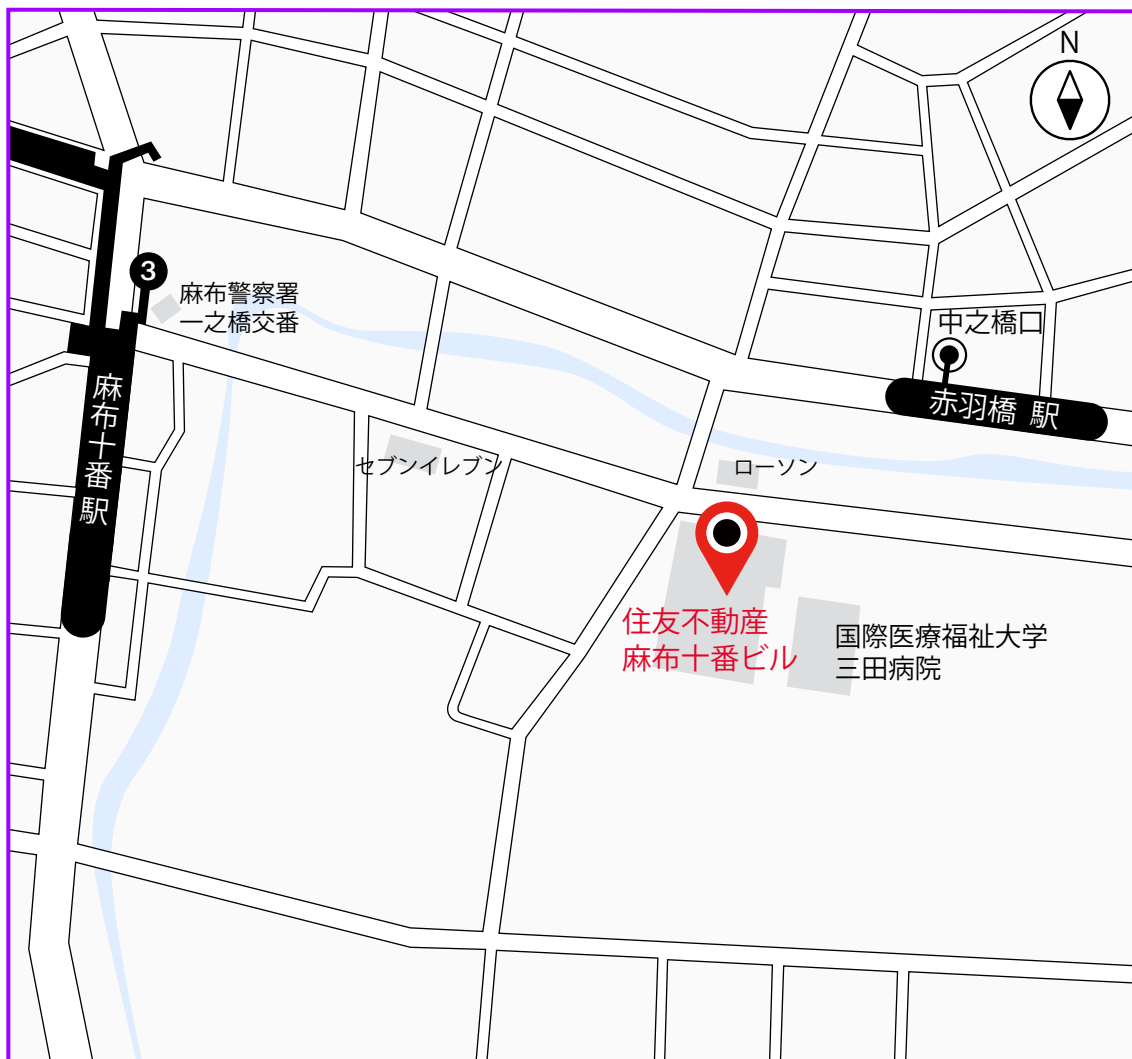 N
3
麻布警察署
一之橋交番
中之橋口
赤羽橋 駅
麻布十番 駅
セブンイレブン
ローソン
住友不動産
麻布十番ビル
国際医療福祉大学
三田病院